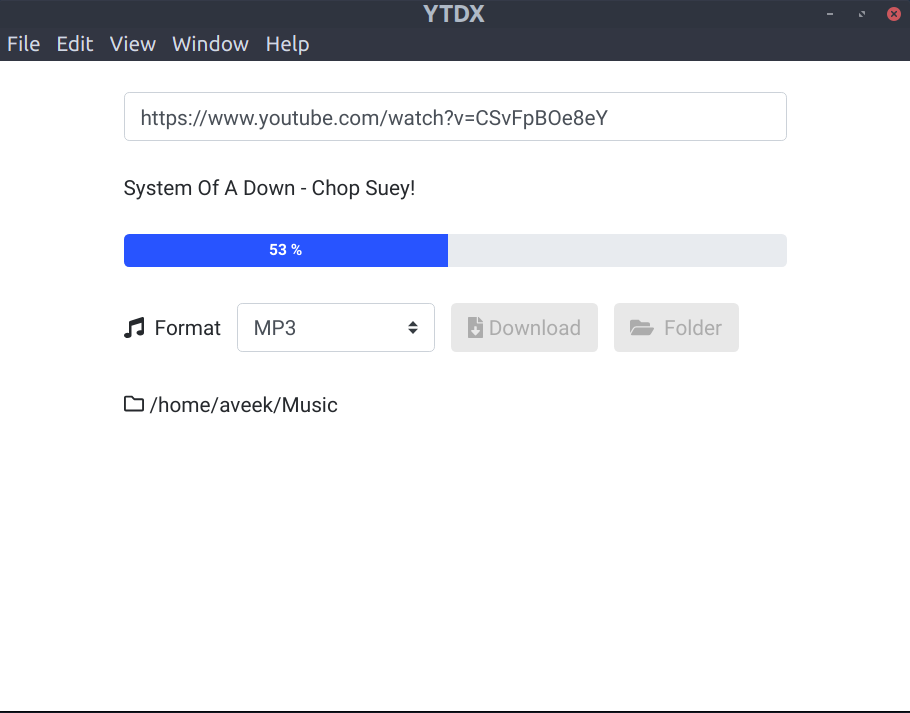 YTDX
File Edit View Window Help
https://www.youtube.com/watch?v=CSvFpBOe8eY
System Of A Down - Chop Suey!
53 %
Format MP3 Download Folder
/home/aveek/Music